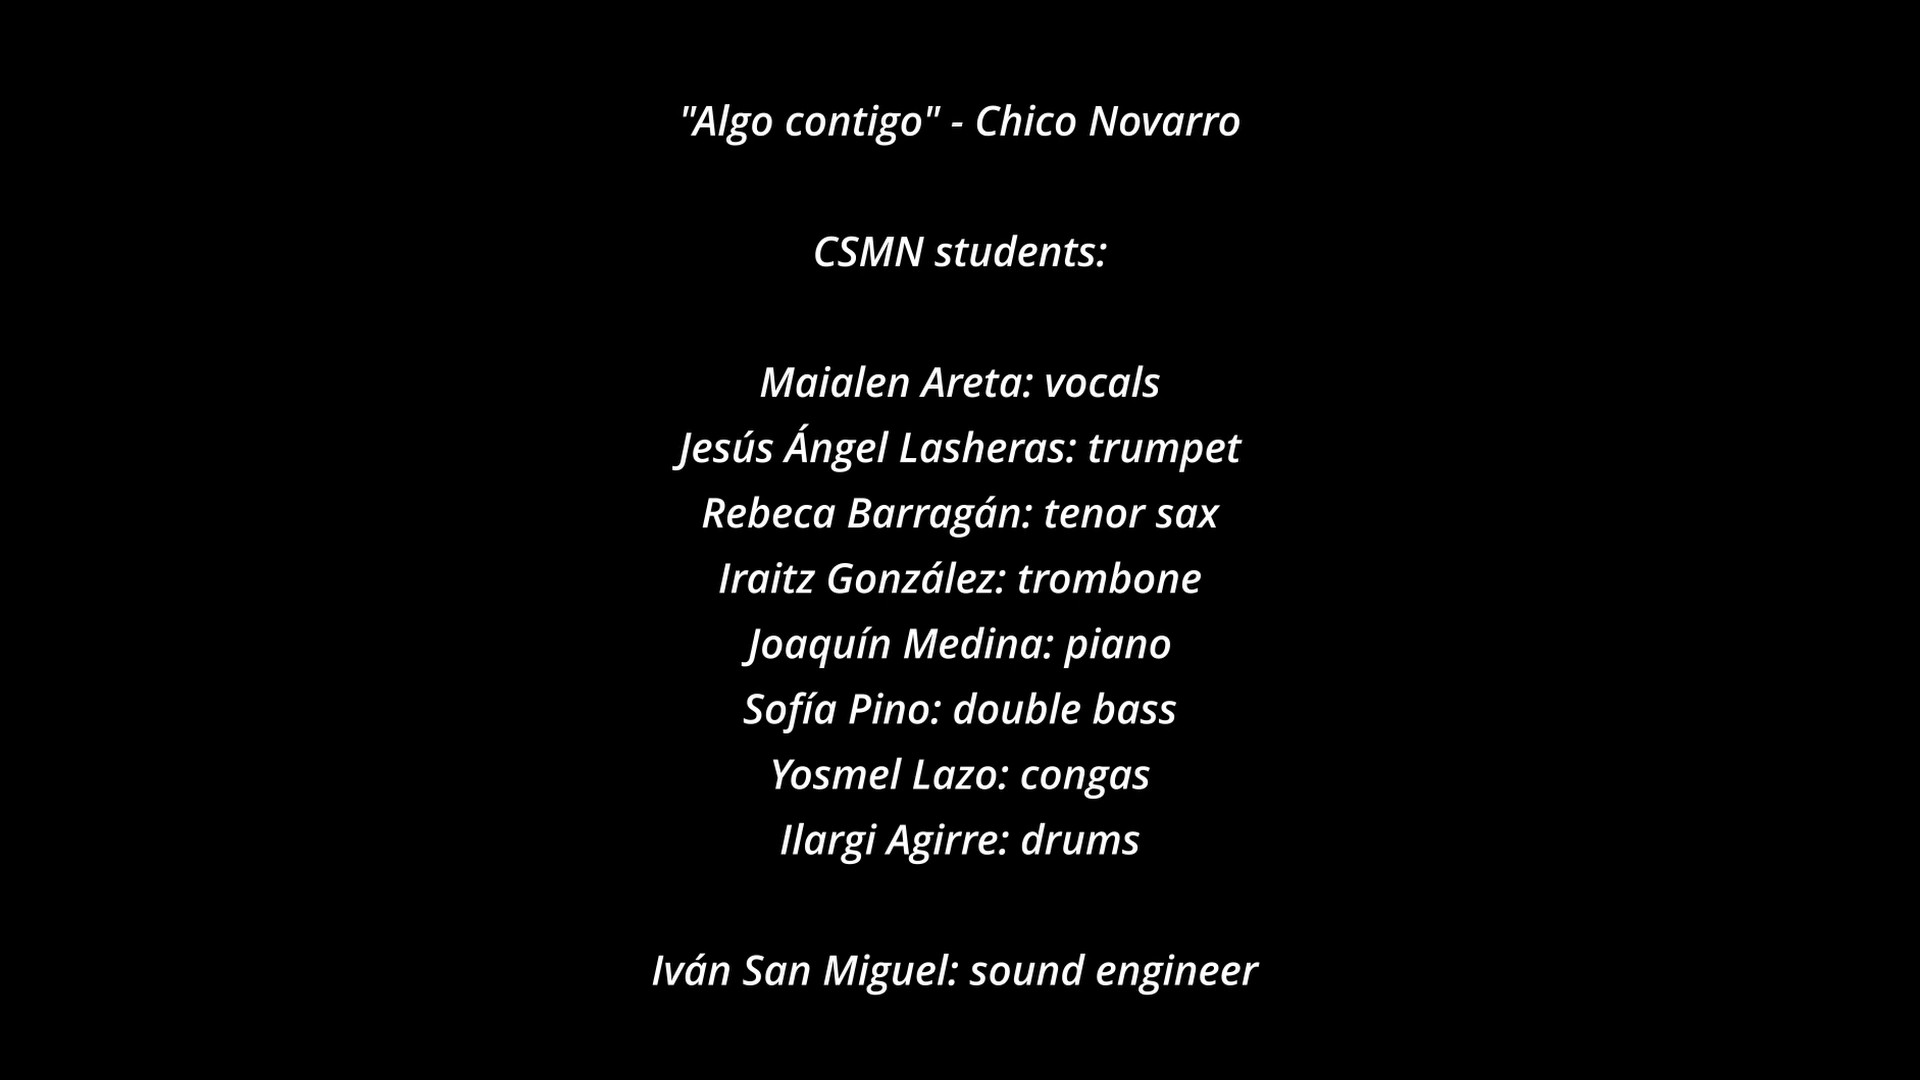 "Algo contigo" - Chico Novarro
CSMN students:
Maialen Areta: vocals
Jesús Ángel Lasheras: trumpet
Rebeca Barragán: tenor sax
Iraitz González: trombone
Joaquín Medina: piano
Sofía Pino: double bass
Yosmel Lazo: congas
Ilargi Agirre: drums
Iván San Miguel: sound engineer